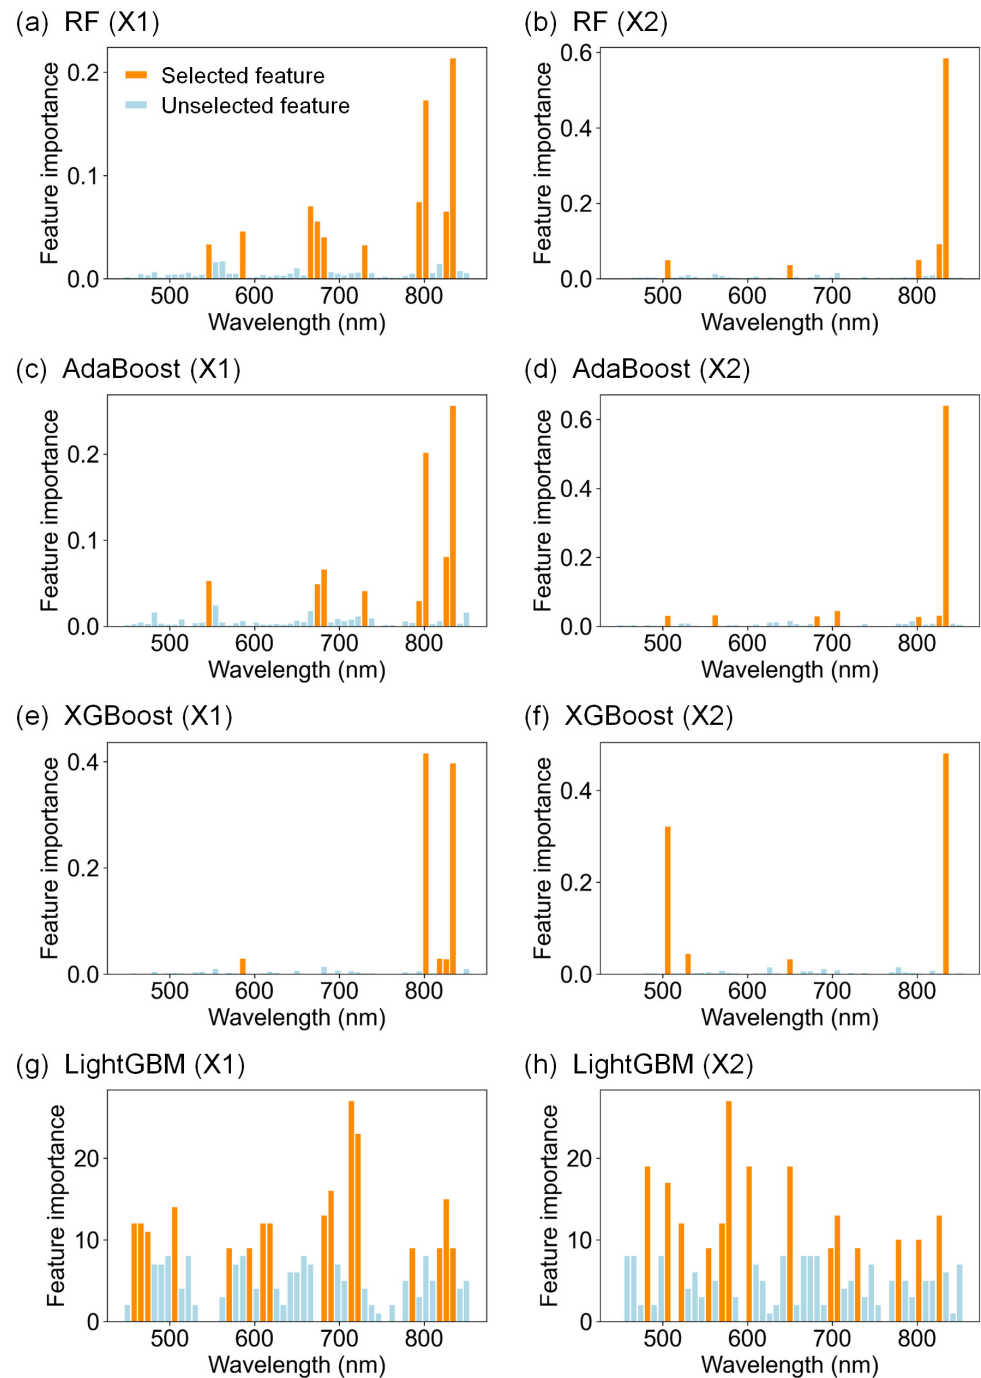 (a) RF (X1)
Feature importance
0.2
0.1
0.0
Selected feature
Unselected feature
500 600 700 800
Wavelength (nm)
(b) RF (X2)
Feature importance
0.6
0.4
0.2
0.0
500 600 700 800
Wavelength (nm)
(c) AdaBoost (X1)
Feature importance
0.2
0.1
0.0
500 600 700 800
Wavelength (nm)
(d) AdaBoost (X2)
Feature importance
0.6
0.4
0.2
0.0
500 600 700 800
Wavelength (nm)
(e) XGBoost (X1)
Feature importance
0.4
0.2
0.0
500 600 700 800
Wavelength (nm)
(f) XGBoost (X2)
Feature importance
0.4
0.2
0.0
500 600 700 800
Wavelength (nm)
(g) LightGBM (X1)
Feature importance
20
10
0
500 600 700 800
Wavelength (nm)
(h) LightGBM (X2)
Feature importance
20
10
0
500 600 700 800
Wavelength (nm)